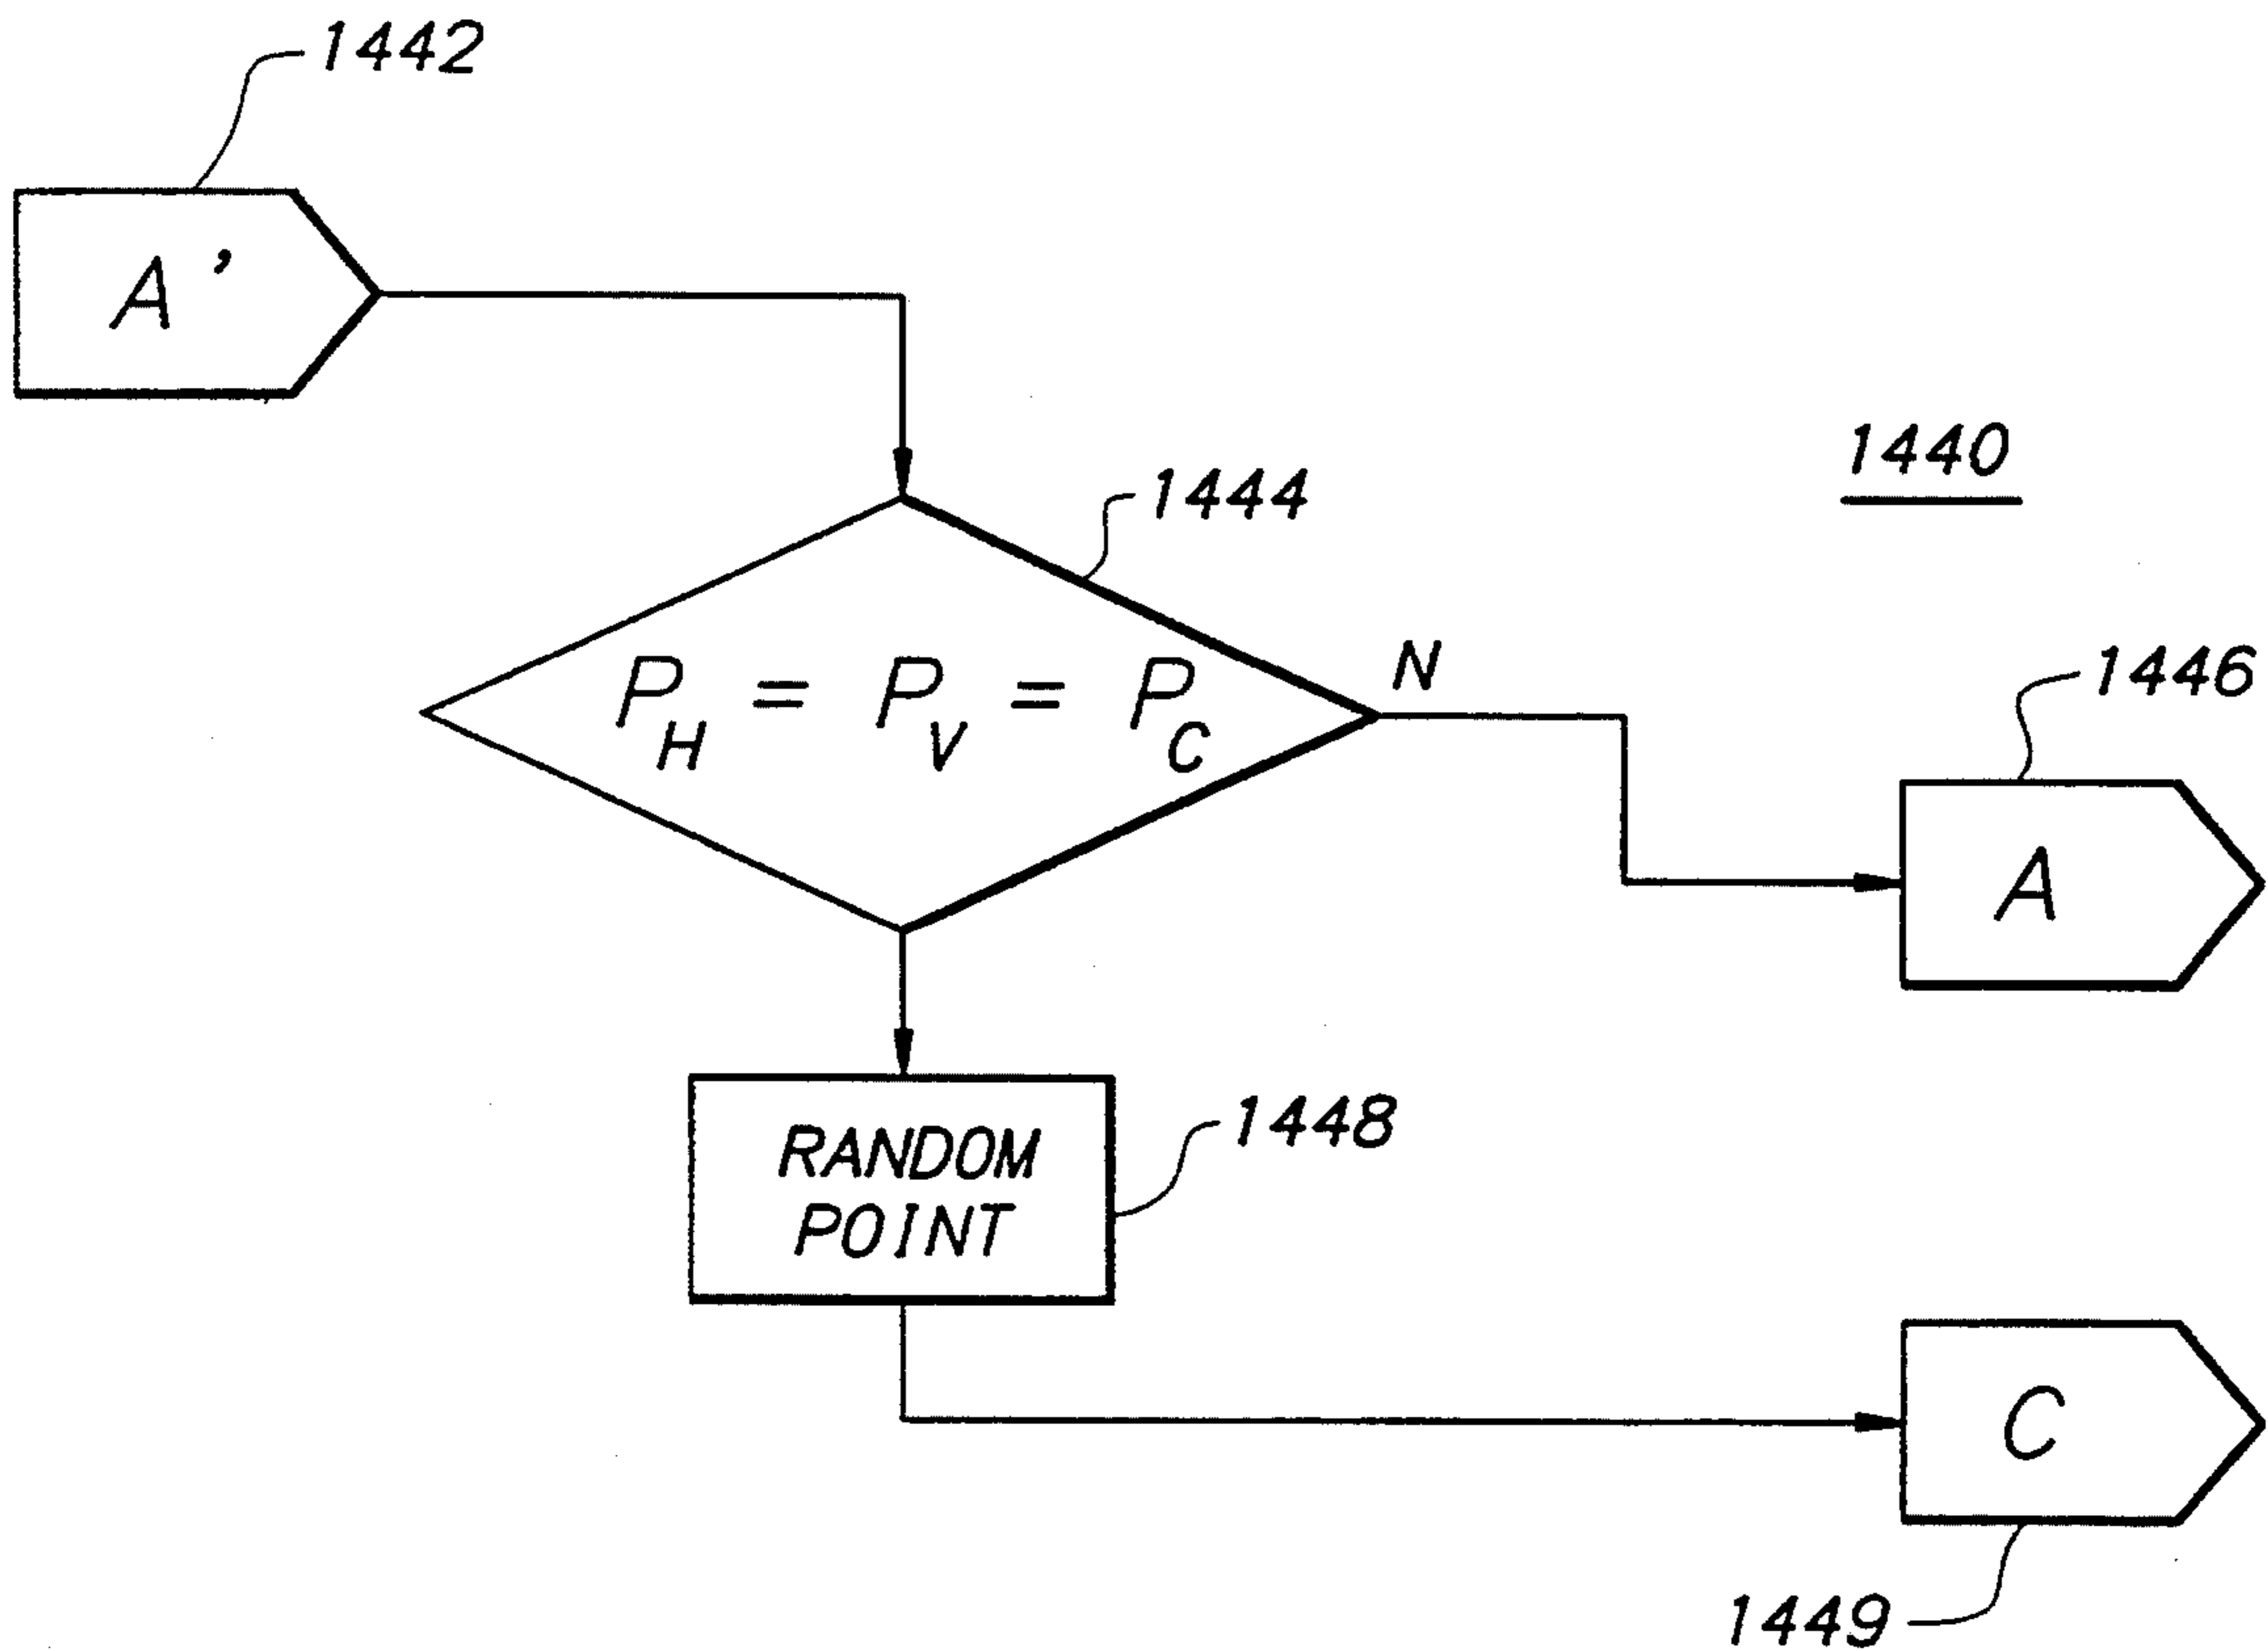 1442
A'
1440
1444
P_H = P_V = P_C
N
1446
A
RANDOM
POINT
1448
C
1449